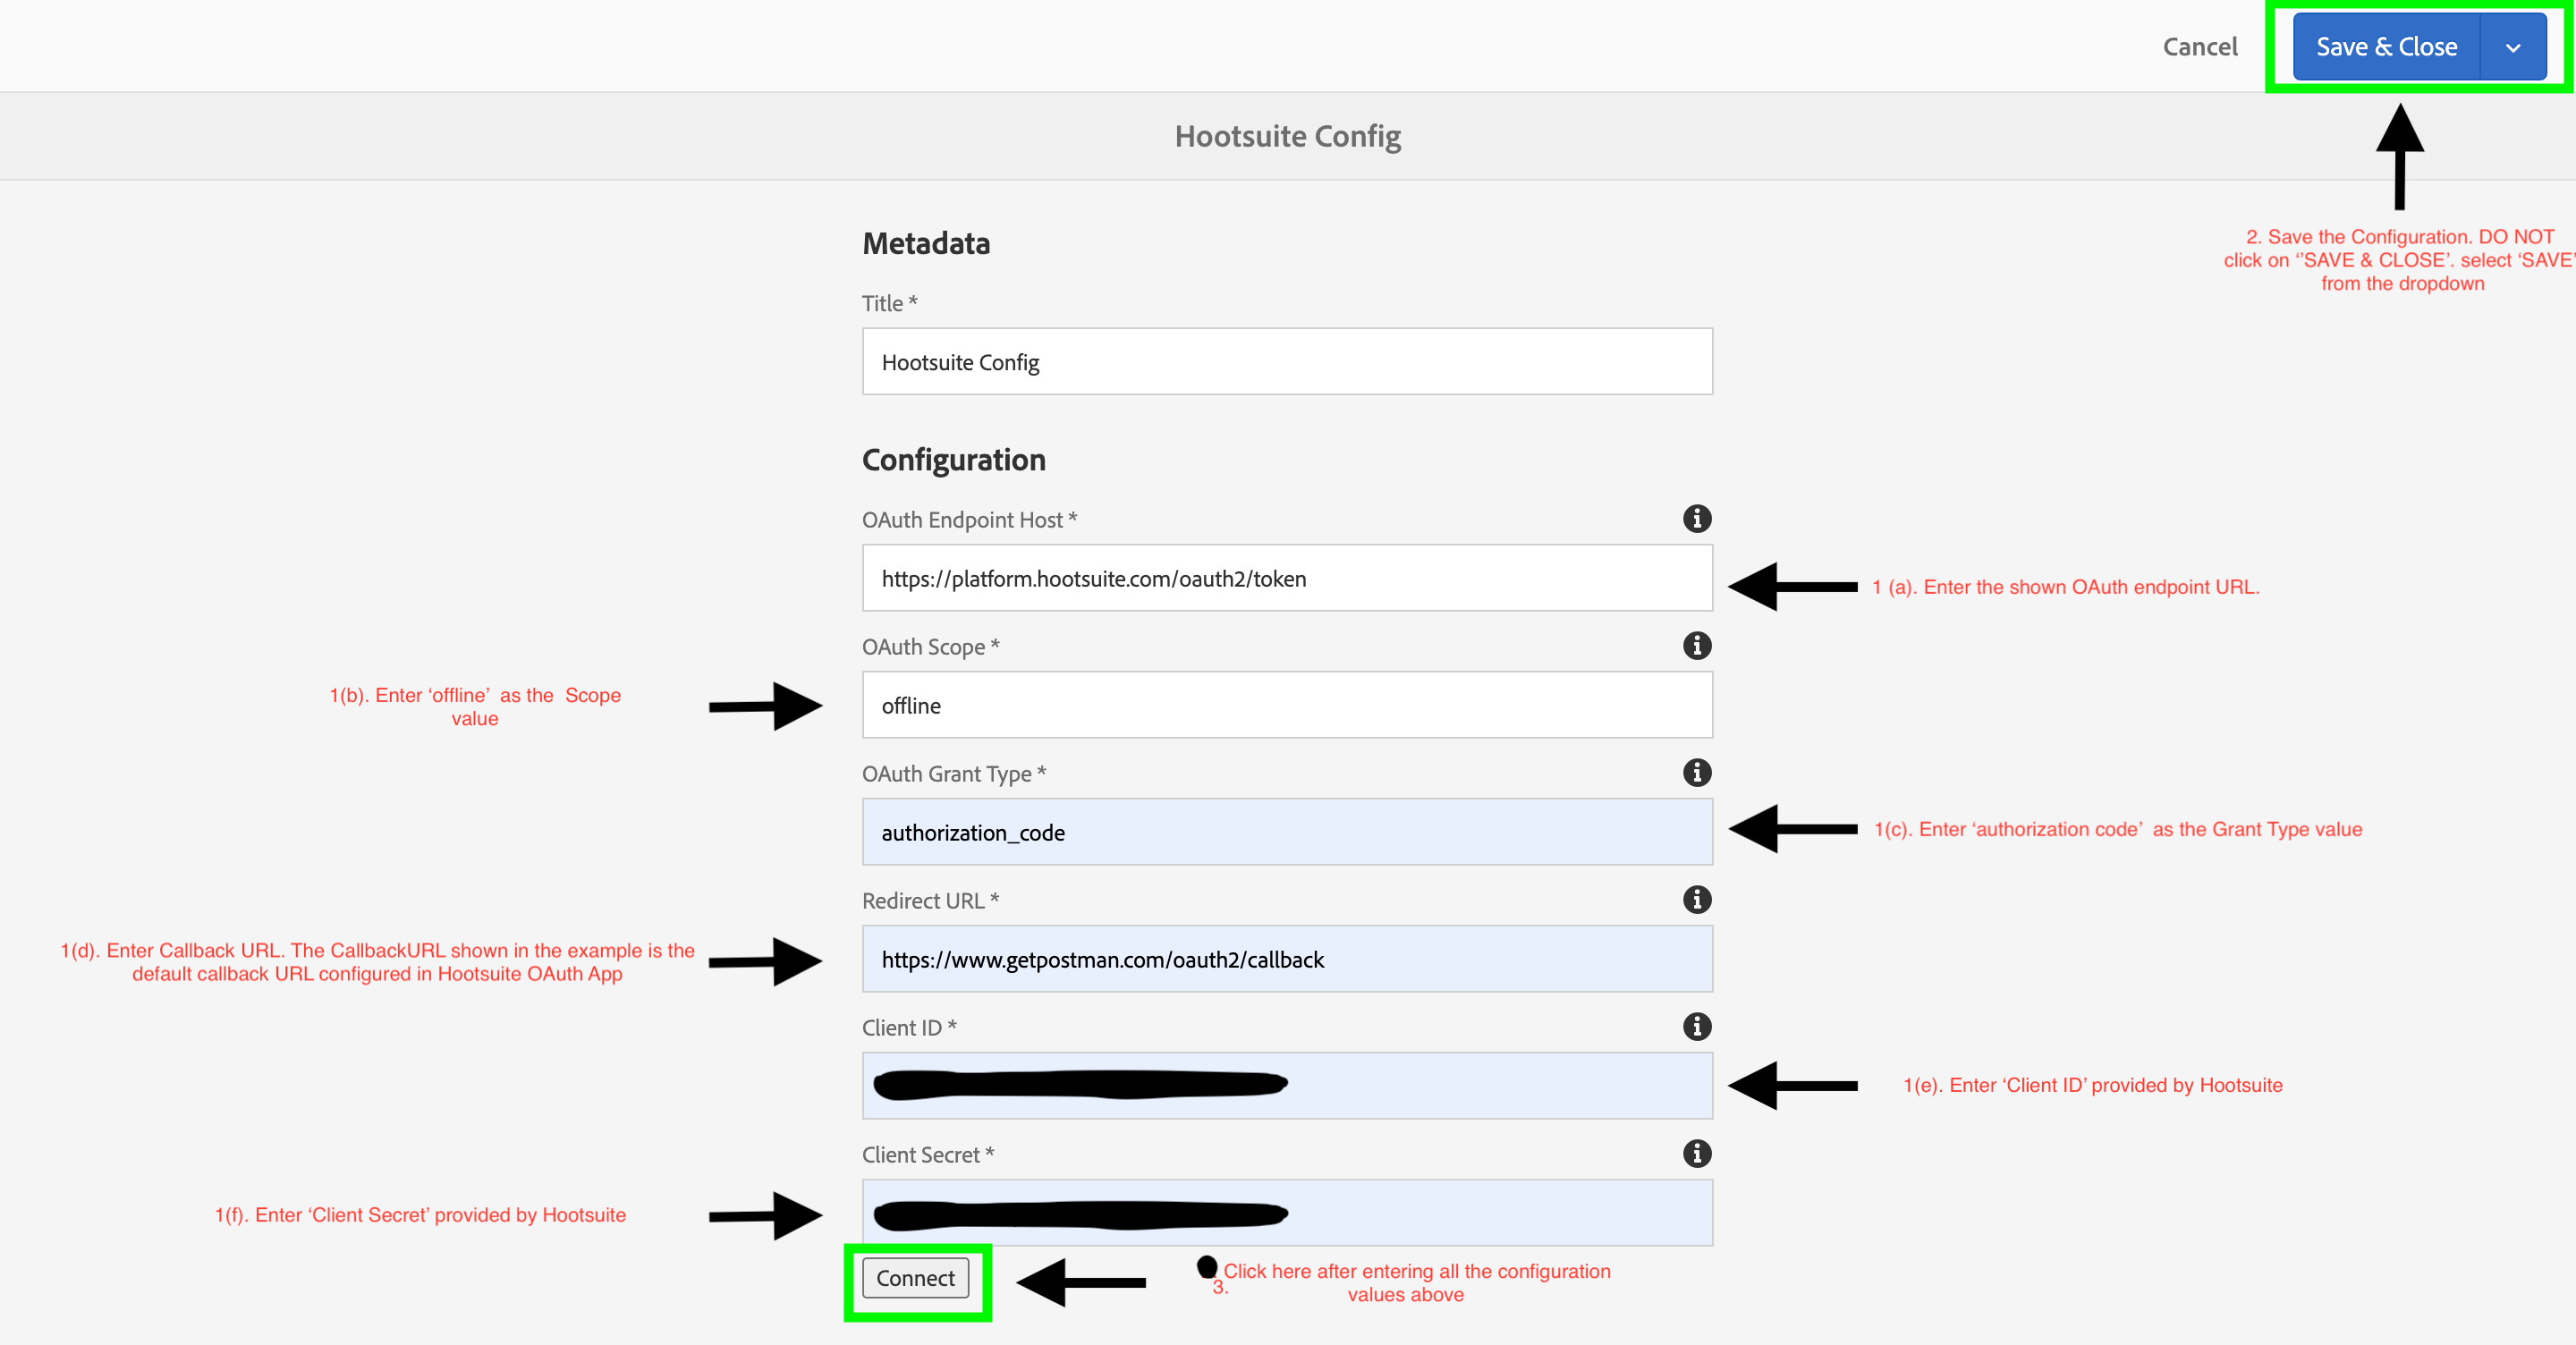 Cancel
Save & Close
Hootsuite Config
2. Save the Configuration. DO NOT
click on ‘’SAVE & CLOSE’. select ‘SAVE’
from the dropdown
Metadata
Title *
Hootsuite Config
Configuration
OAuth Endpoint Host *
https://platform.hootsuite.com/oauth2/token
1 (a). Enter the shown OAuth endpoint URL.
OAuth Scope *
1(b). Enter ‘offline’  as the  Scope
value
offline
OAuth Grant Type *
authorization_code
1(c). Enter ‘authorization code’  as the Grant Type value
Redirect URL *
1(d). Enter Callback URL. The CallbackURL shown in the example is the
default callback URL configured in Hootsuite OAuth App
https://www.getpostman.com/oauth2/callback
Client ID *
1(e). Enter ‘Client ID’ provided by Hootsuite
Client Secret *
1(f). Enter ‘Client Secret’ provided by Hootsuite
Connect
3. Click here after entering all the configuration
values above